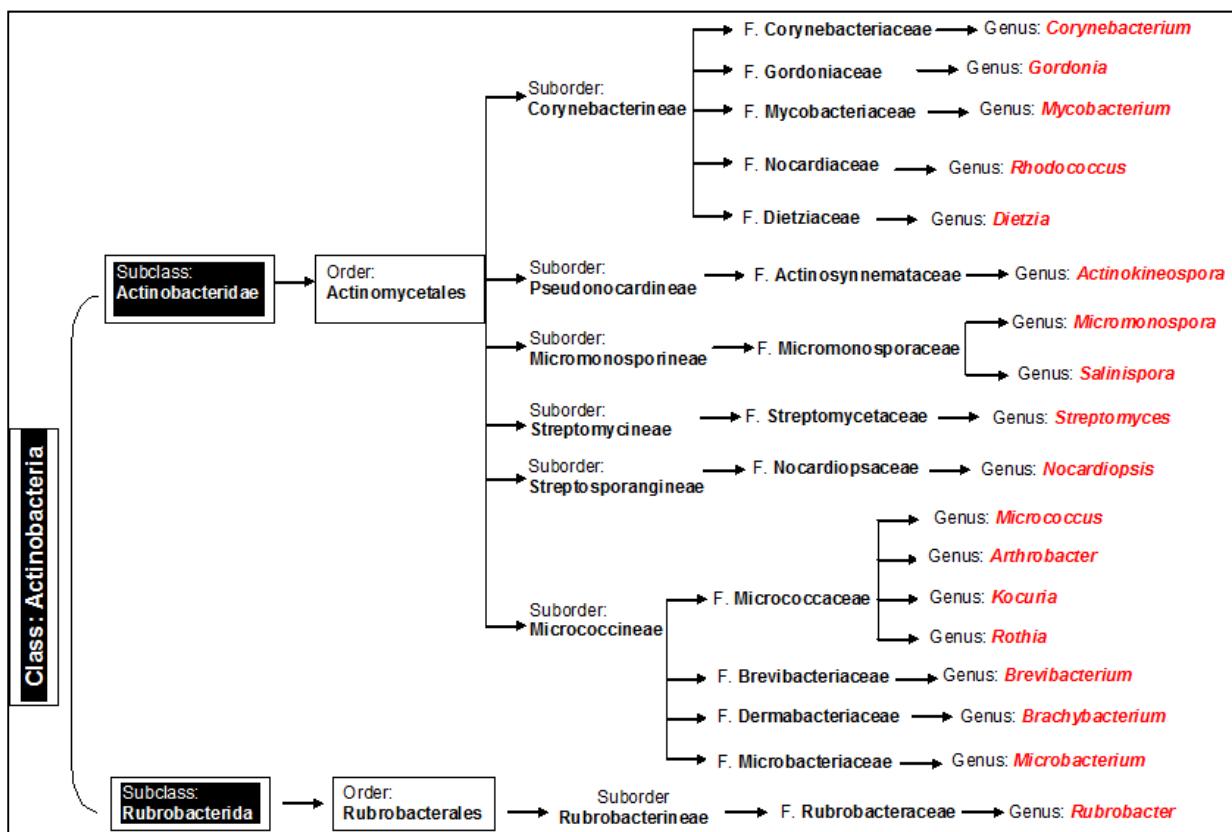 F. Corynebacteriaceae Genus: Corynebacterium
F. Gordoniaceae Genus: Gordonia
Suborder:
Corynebacterineae
F. Mycobacteriaceae Genus: Mycobacterium
F. Nocardiaceae Genus: Rhodococcus
F. Dietziaceae Genus: Dietzia
Subclass:
Actinobacteridae
Order:
Actinomycetales
Suborder:
Pseudonocardineae
F. Actinosynnemataceae Genus: Actinokineospora
Suborder:
Micromonosporineae
F. Micromonosporaceae
Genus: Micromonospora
Genus: Salinispora
Suborder:
Streptomycineae
F. Streptomycetaceae Genus: Streptomyces
Suborder:
Streptosporangineae
F. Nocardiopsaceae Genus: Nocardiopsis
Suborder:
Micrococcineae
F. Micrococcaceae
Genus: Micrococcus
Genus: Arthrobacter
Genus: Kocuria
Genus: Rothia
F. Brevibacteriaceae Genus: Brevibacterium
F. Dermabacteriaceae Genus: Brachybacterium
F. Microbacteriaceae Genus: Microbacterium
Class: Actinobacteria
Subclass:
Rubrobacterida
Order:
Rubrobacterales
Suborder
Rubrobacterineae
F. Rubrobacteraceae Genus: Rubrobacter